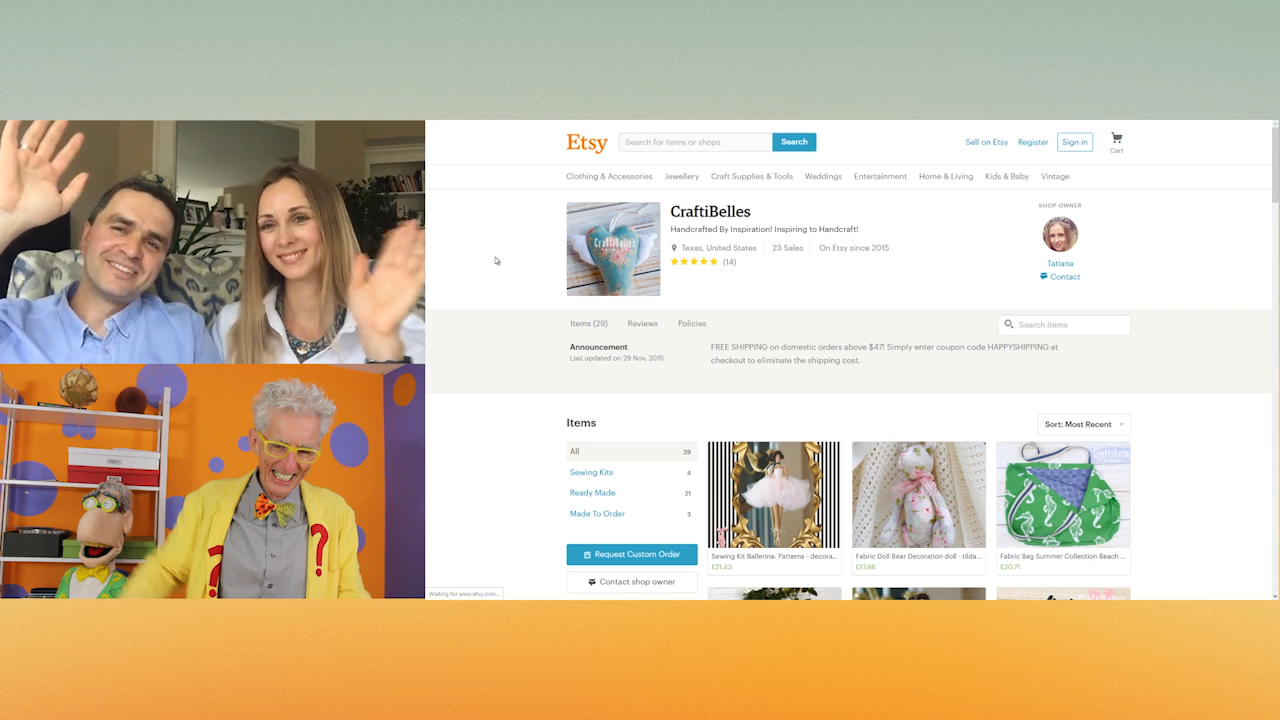 Etsy
Search for items or shops
Search
Sell on Etsy
Register
Sign in
Cart
Clothing & Accessories
Jewellery
Craft Supplies & Tools
Weddings
Entertainment
Home & Living
Kids & Baby
Vintage
CraftiBelles
CraftiBelles
Handcrafted By Inspiration! Inspiring to Handcraft!
Texas, United States
23 Sales
On Etsy since 2015
(14)
SHOP OWNER
Tatiana
Contact
Items (29)
Reviews
Policies
Search items
Announcement
Last updated on 29 Nov, 2015
FREE SHIPPING on domestic orders above $47! Simply enter coupon code HAPPYSHIPPING at
checkout to eliminate the shipping cost.
Items
Sort: Most Recent
All 29
Sewing Kits 4
Ready Made 21
Made To Order 3
Request Custom Order
Contact shop owner
Sewing Kit Ballerina. Patterns - decora...
£21.43
Fabric Doll Bear Decoration doll - tilda...
£17.86
Fabric Bag Summer Collection Beach ...
£20.71
Waiting for www.etsy.com...
? ?